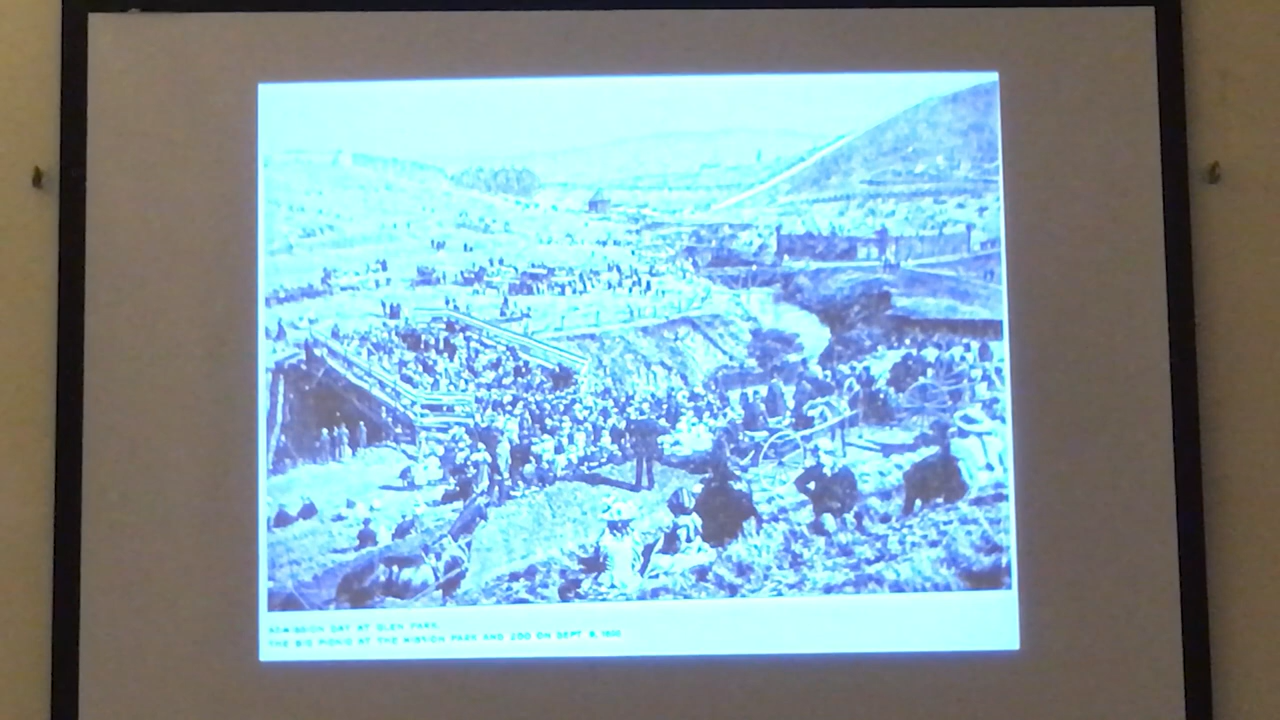 ADMISSION DAY AT GLEN PARK.
THE BIG PICNIC AT THE MISSION PARK AND ZOO ON SEPT. 9,